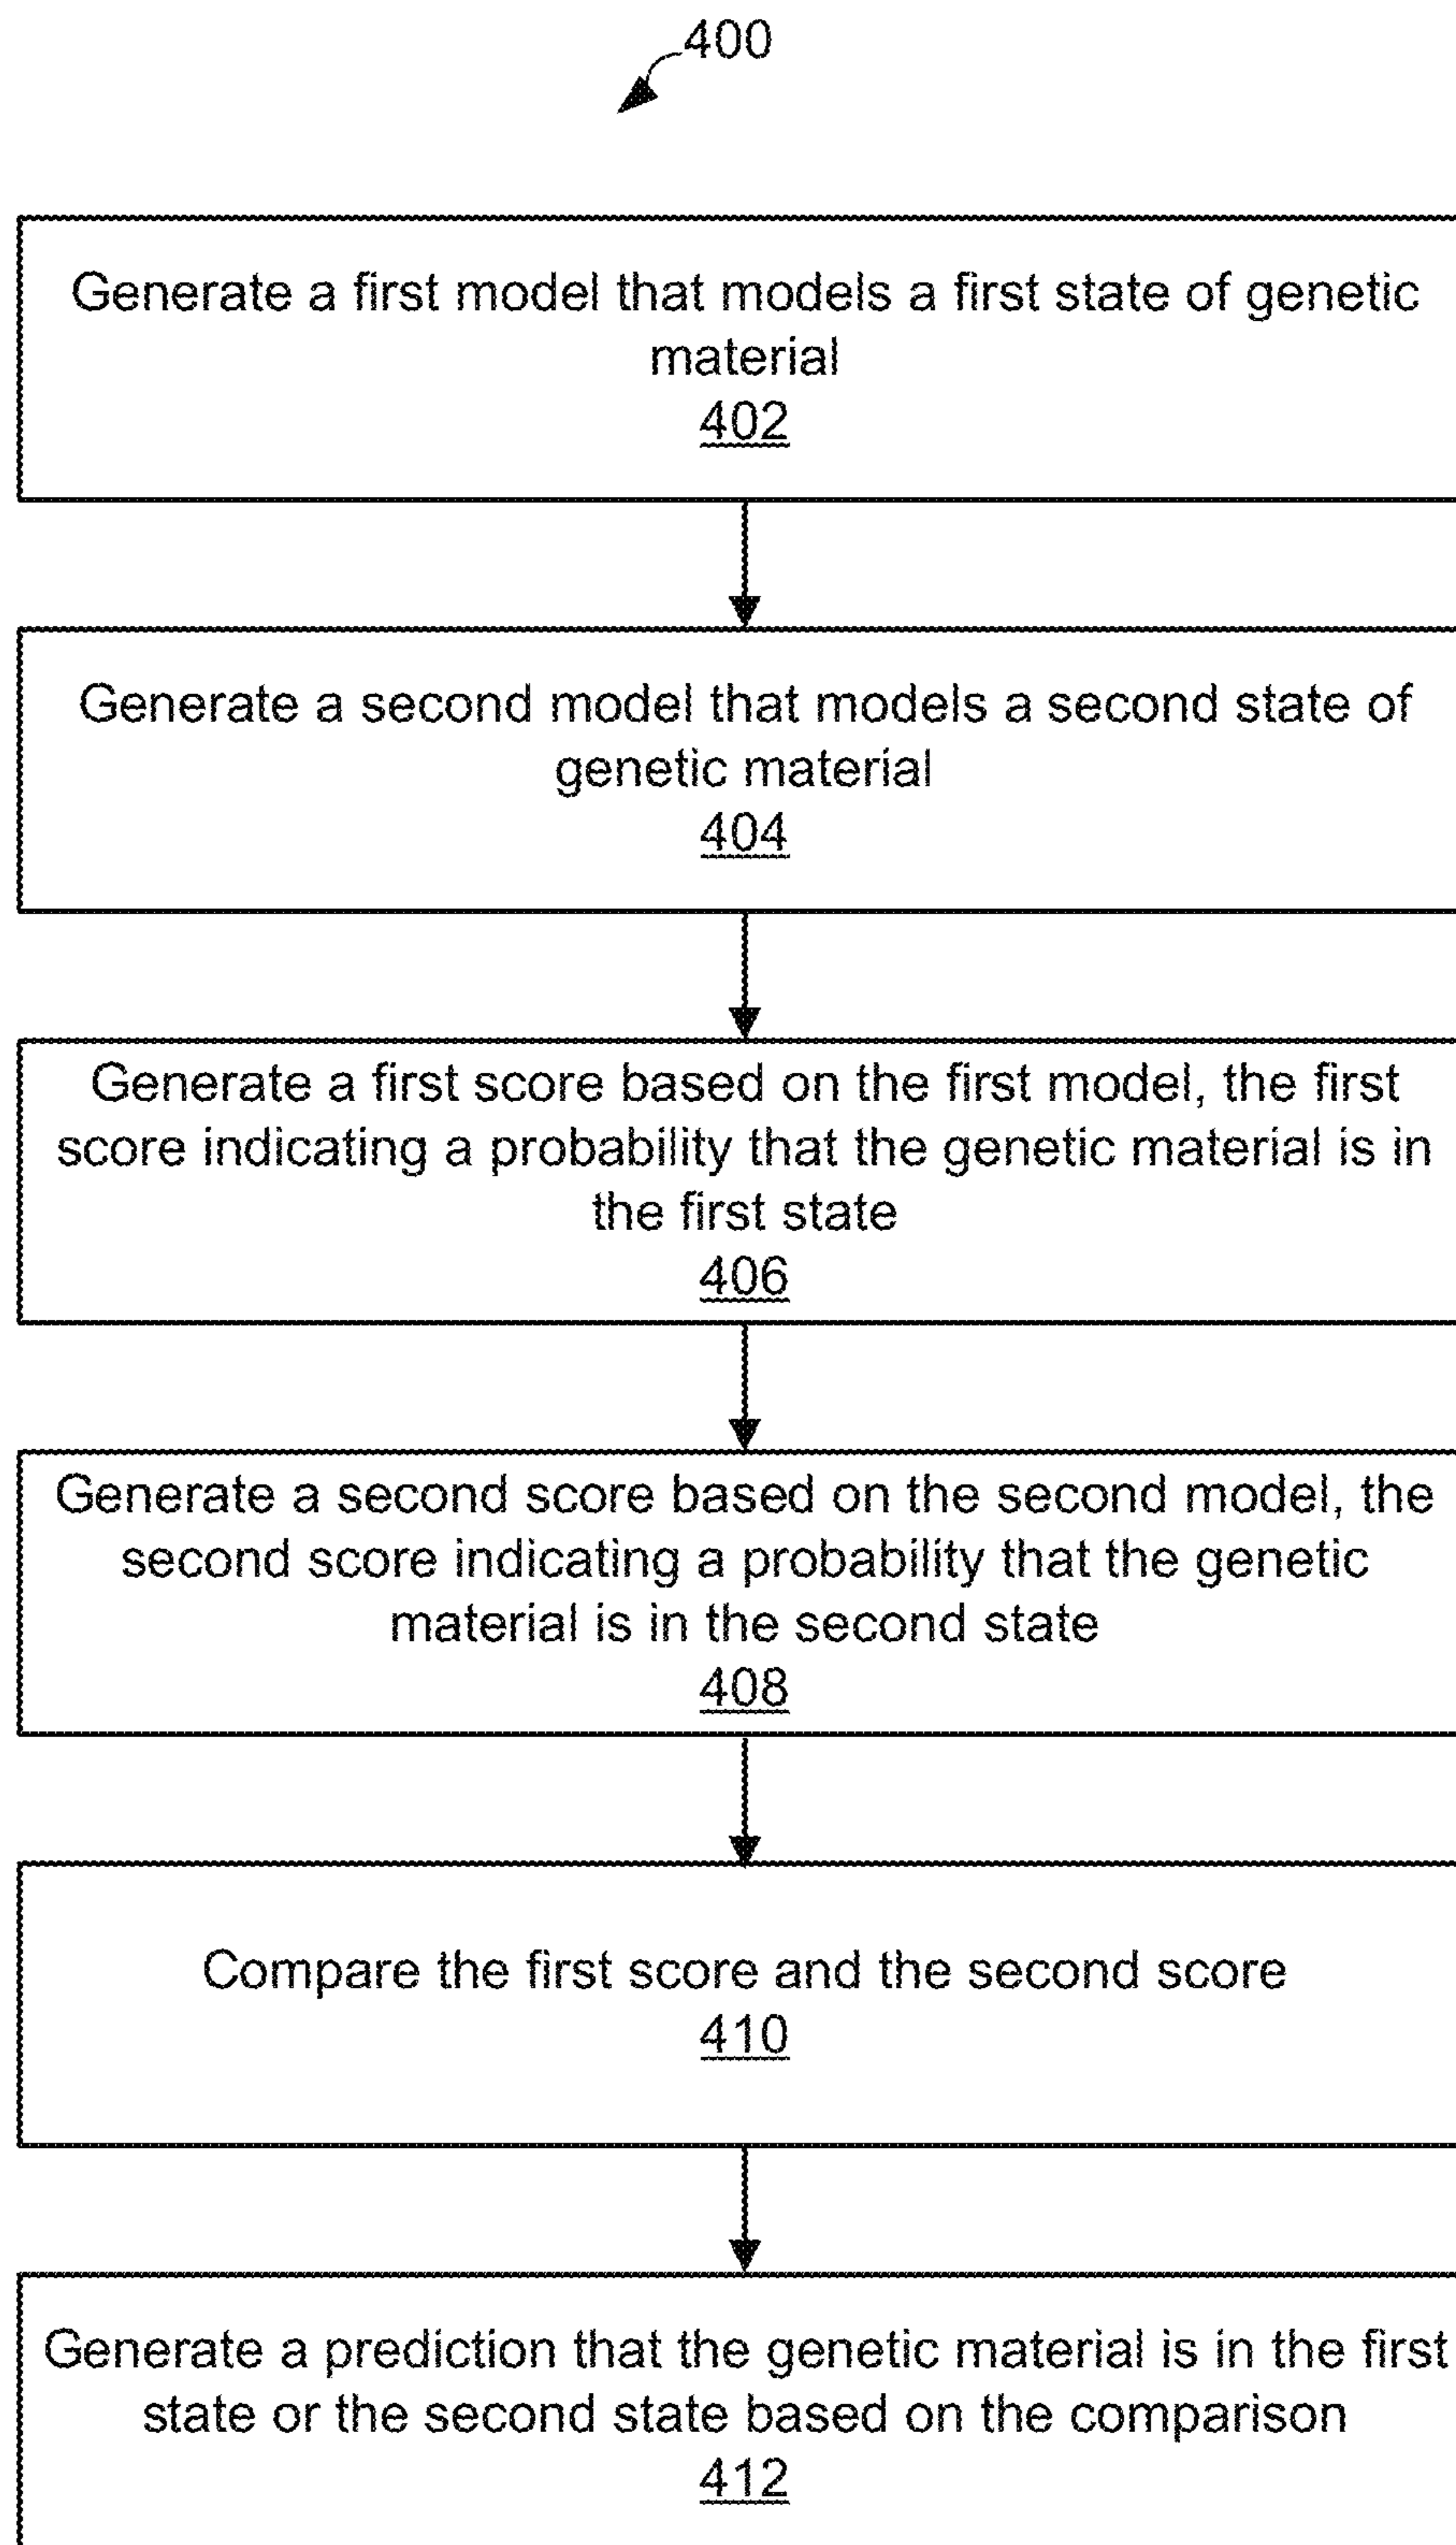 400
Generate a first model that models a first state of genetic
material
402
Generate a second model that models a second state of
genetic material
404
Generate a first score based on the first model, the first
score indicating a probability that the genetic material is in
the first state
406
Generate a second score based on the second model, the
second score indicating a probability that the genetic
material is in the second state
408
Compare the first score and the second score
410
Generate a prediction that the genetic material is in the first
state or the second state based on the comparison
412